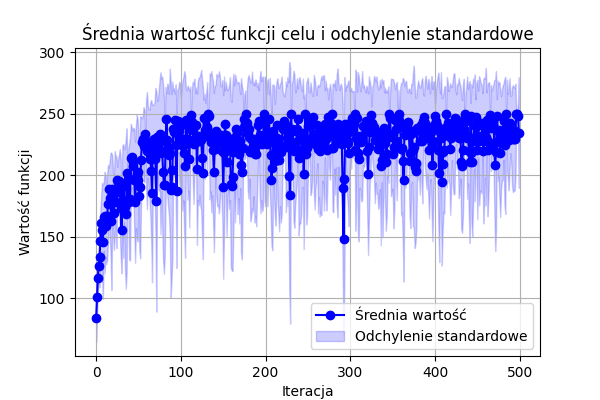 Średnia wartość funkcji celu i odchylenie standardowe
300
250
200
150
100
Wartość funkcji
0
100
200
300
400
500
Iteracja
Średnia wartość
Odchylenie standardowe